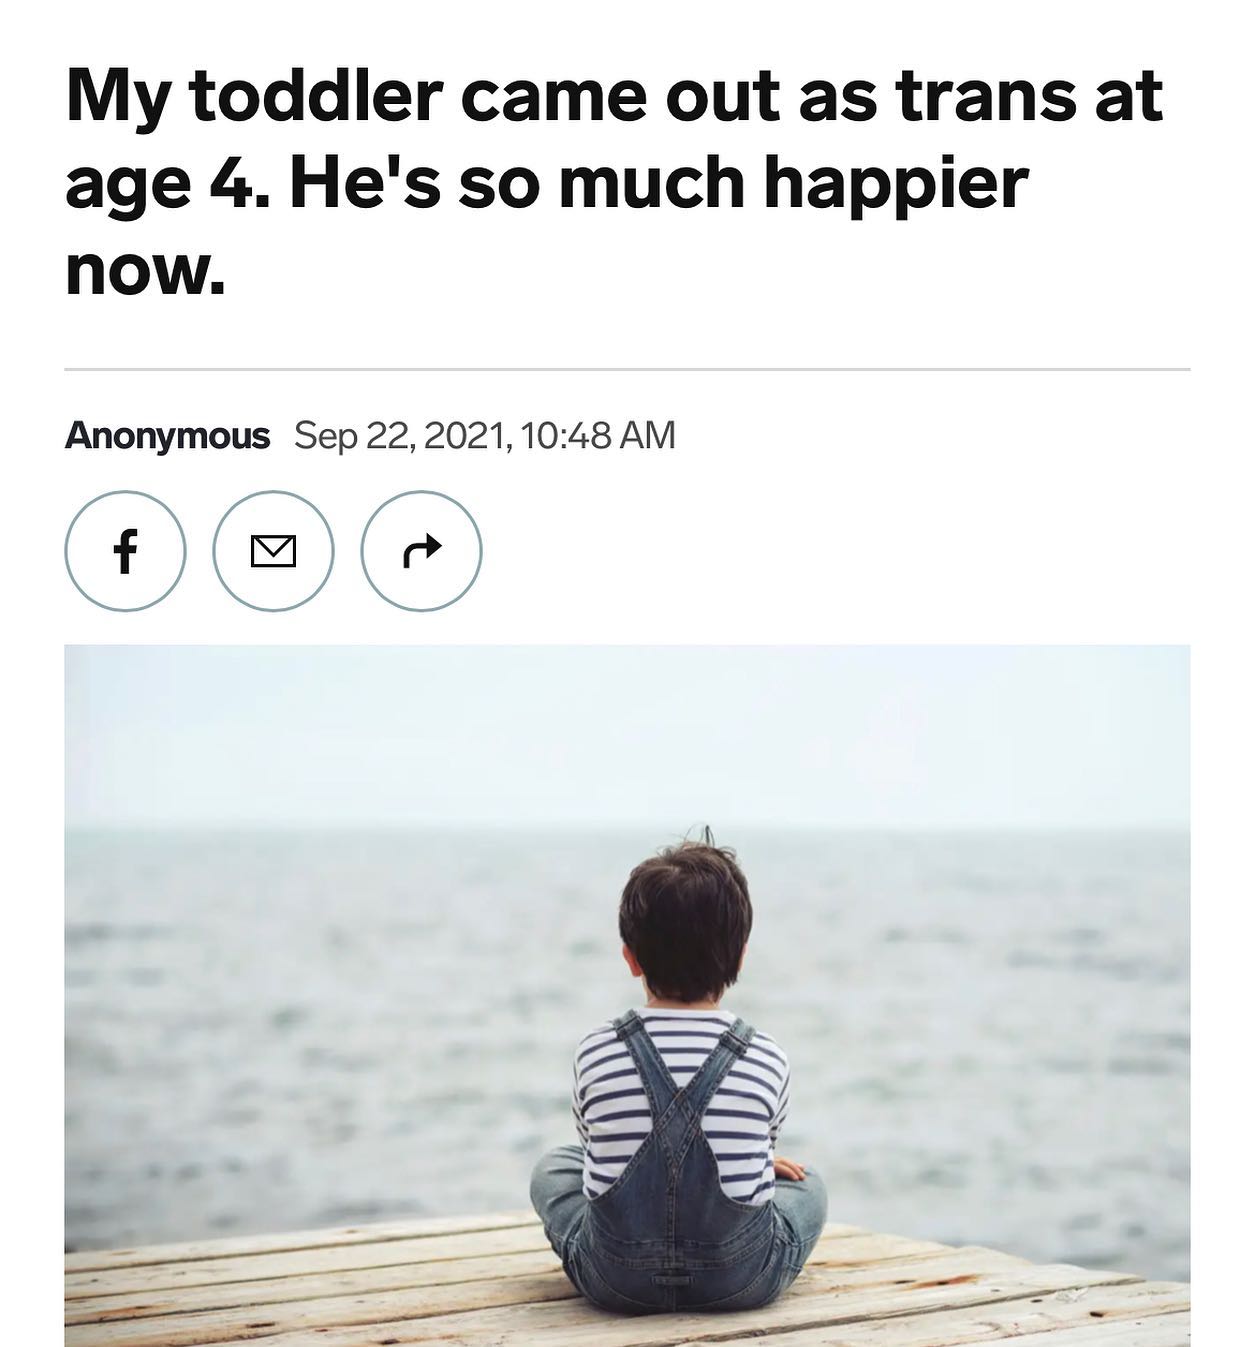 My toddler came out as trans at
age 4. He's so much happier
now.
Anonymous Sep 22, 2021, 10:48 AM